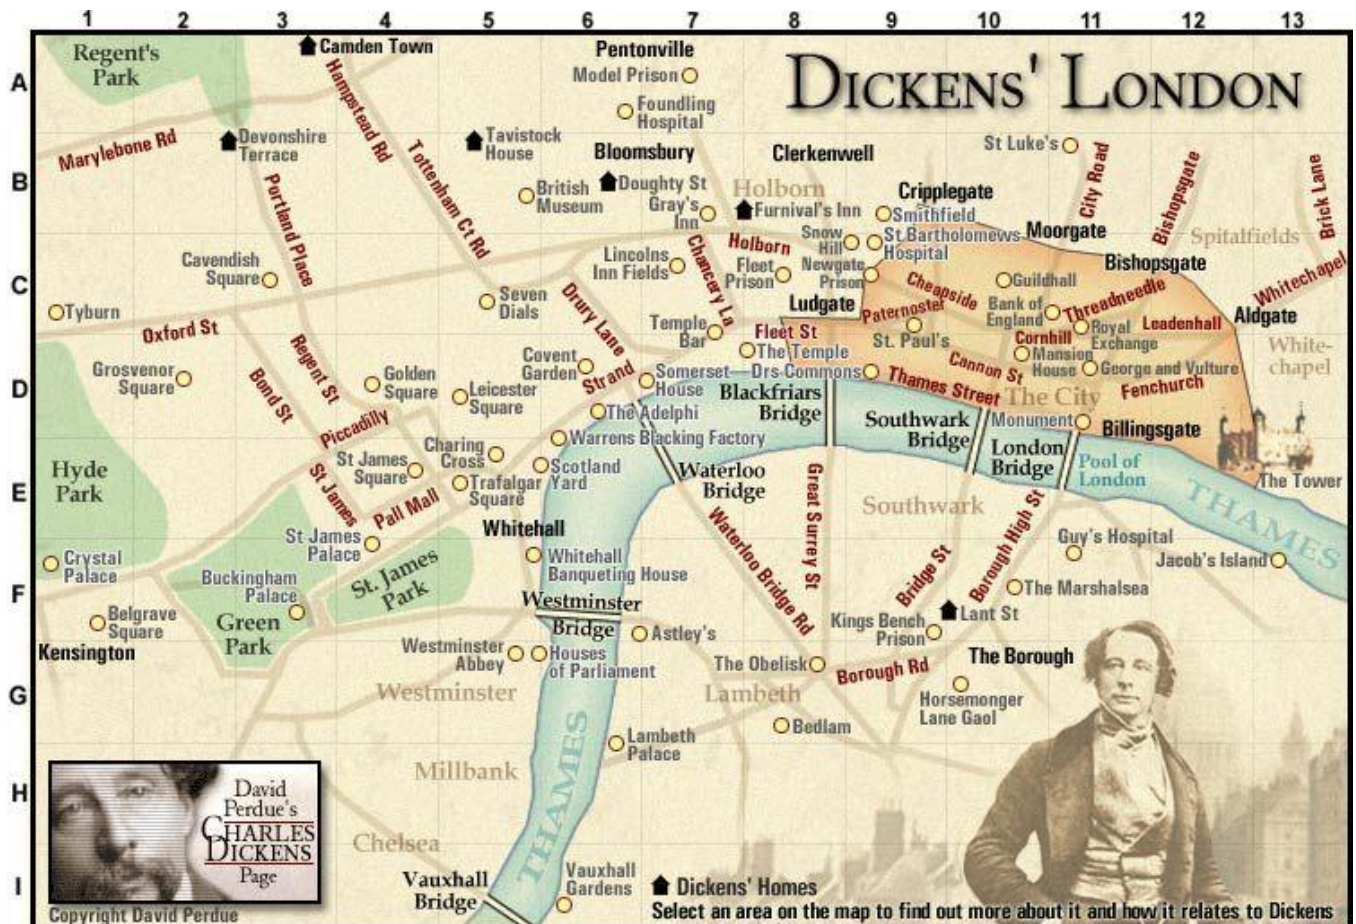 1 2 3 4 5 6 7 8 9 10 11 12 13
A
B
C
D
E
F
G
H
I
DICKENS' LONDON
Regent's
Park
Camden Town
Pentonville
Model Prison
Foundling
Hospital
Hampstead Rd
Marylebone Rd
Devonshire
Terrace
Tottenham Ct Rd
Tavistock
House
Bloomsbury
Clerkenwell
St Luke's
City Road
Bishopsgate
Brick Lane
Portland Place
British
Museum
Doughty St
Gray's
Inn
Holborn
Furnival's Inn
Cripplegate
Smithfield
Snow
Hill
St Bartholomews
Hospital
Moorgate
Spitalfields
Bishopsgate
Whitechapel
Cavendish
Square
Lincolns
Inn Fields
Chancery La
Holborn
Fleet
Prison
Newgate
Prison
Cheapside
Guildhall
Tyburn
Oxford St
Seven
Dials
Drury Lane
Temple
Bar
Ludgate
Fleet St
Paternoster
St. Paul's
Bank of
England
Threadneedle
Cornhill
Royal
Exchange
Leadenhall
Aldgate
White-
chapel
Grosvenor
Square
Bond St
Regent St
Golden
Square
Leicester
Square
Covent
Garden
Strand
Somerset
House
The Temple
Drs Commons
Cannon St
Mansion
House
George and Vulture
Fenchurch
Thames Street
The City
Blackfriars
Bridge
Southwark
Bridge
Monument
Billingsgate
London
Bridge
Pool of
London
The Tower
THAMES
Piccadilly
The Adelphi
Warrens Blacking Factory
Charing
Cross
Scotland
Yard
Trafalgar
Square
St James
Square
St James
Pall Mall
Hyde
Park
Waterloo
Bridge
Great Surrey St
Southwark
Whitehall
St James
Palace
Whitehall
Banqueting House
Waterloo Bridge Rd
Bridge St
Borough High St
Guy's Hospital
Jacob's Island
Crystal
Palace
Buckingham
Palace
St. James
Park
Green
Park
Belgrave
Square
Kensington
Westminster
Bridge
Astley's
The Marshalsea
Lant St
Kings Bench
Prison
Westminster
Abbey
Houses
of Parliament
The Obelisk
Borough Rd
The Borough
Westminster
Lambeth
Horsemonger
Lane Gaol
Bedlam
Lambeth
Palace
Millbank
THAMES
Chelsea
David
Perdue's
CHARLES
DICKENS
Page
Copyright David Perdue
Vauxhall
Bridge
Vauxhall
Gardens
Dickens' Homes
Select an area on the map to find out more about it and how it relates to Dickens